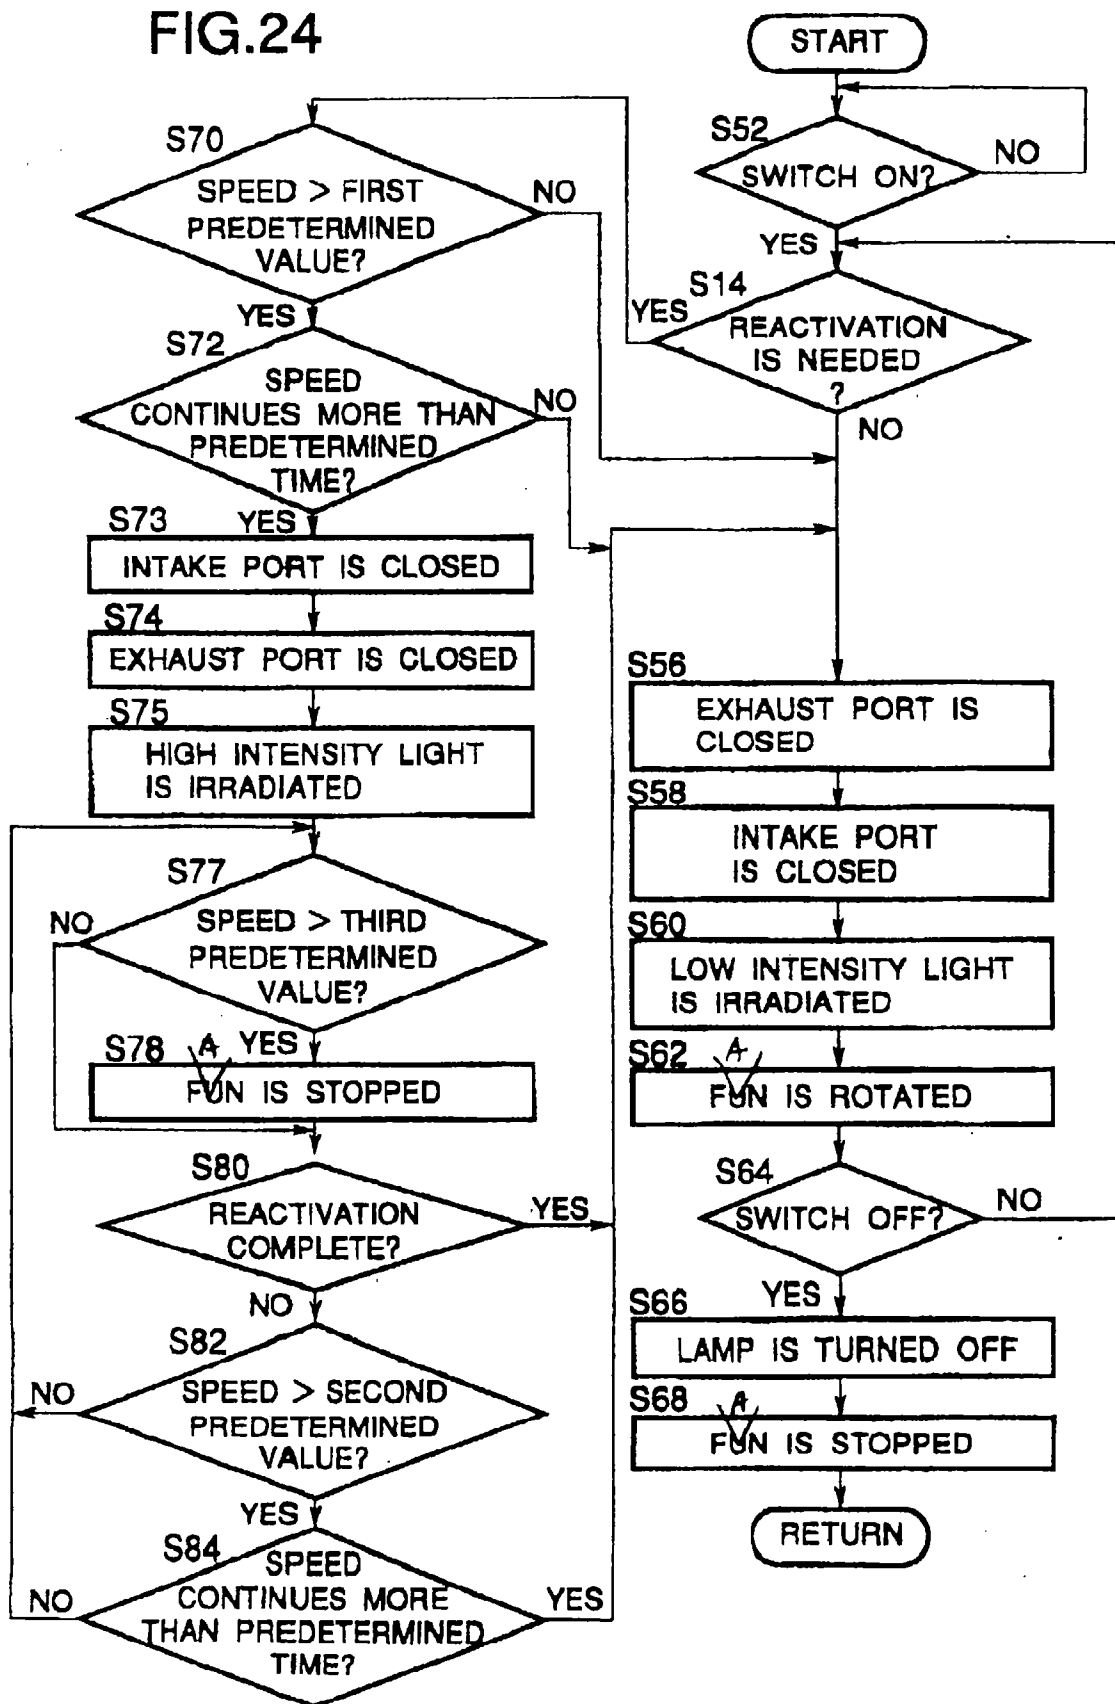 FIG.24
START
S52
SWITCH ON?
NO
YES
S14
YES
REACTIVATION
IS NEEDED
?
NO
S70
SPEED > FIRST
PREDETERMINED
VALUE?
NO
YES
S72
SPEED
CONTINUES MORE THAN
PREDETERMINED
TIME?
NO
YES
S73
INTAKE PORT IS CLOSED
S74
EXHAUST PORT IS CLOSED
S75
HIGH INTENSITY LIGHT
IS IRRADIATED
S77
NO
SPEED > THIRD
PREDETERMINED
VALUE?
YES
S78
A
FUN IS STOPPED
S80
REACTIVATION
COMPLETE?
YES
NO
S82
NO
SPEED > SECOND
PREDETERMINED
VALUE?
YES
S84
NO
SPEED
CONTINUES MORE
THAN PREDETERMINED
TIME?
YES
S56
EXHAUST PORT IS
CLOSED
S58
INTAKE PORT
IS CLOSED
S60
LOW INTENSITY LIGHT
IS IRRADIATED
S62
A
FUN IS ROTATED
S64
SWITCH OFF?
NO
YES
S66
LAMP IS TURNED OFF
S68
A
FUN IS STOPPED
RETURN